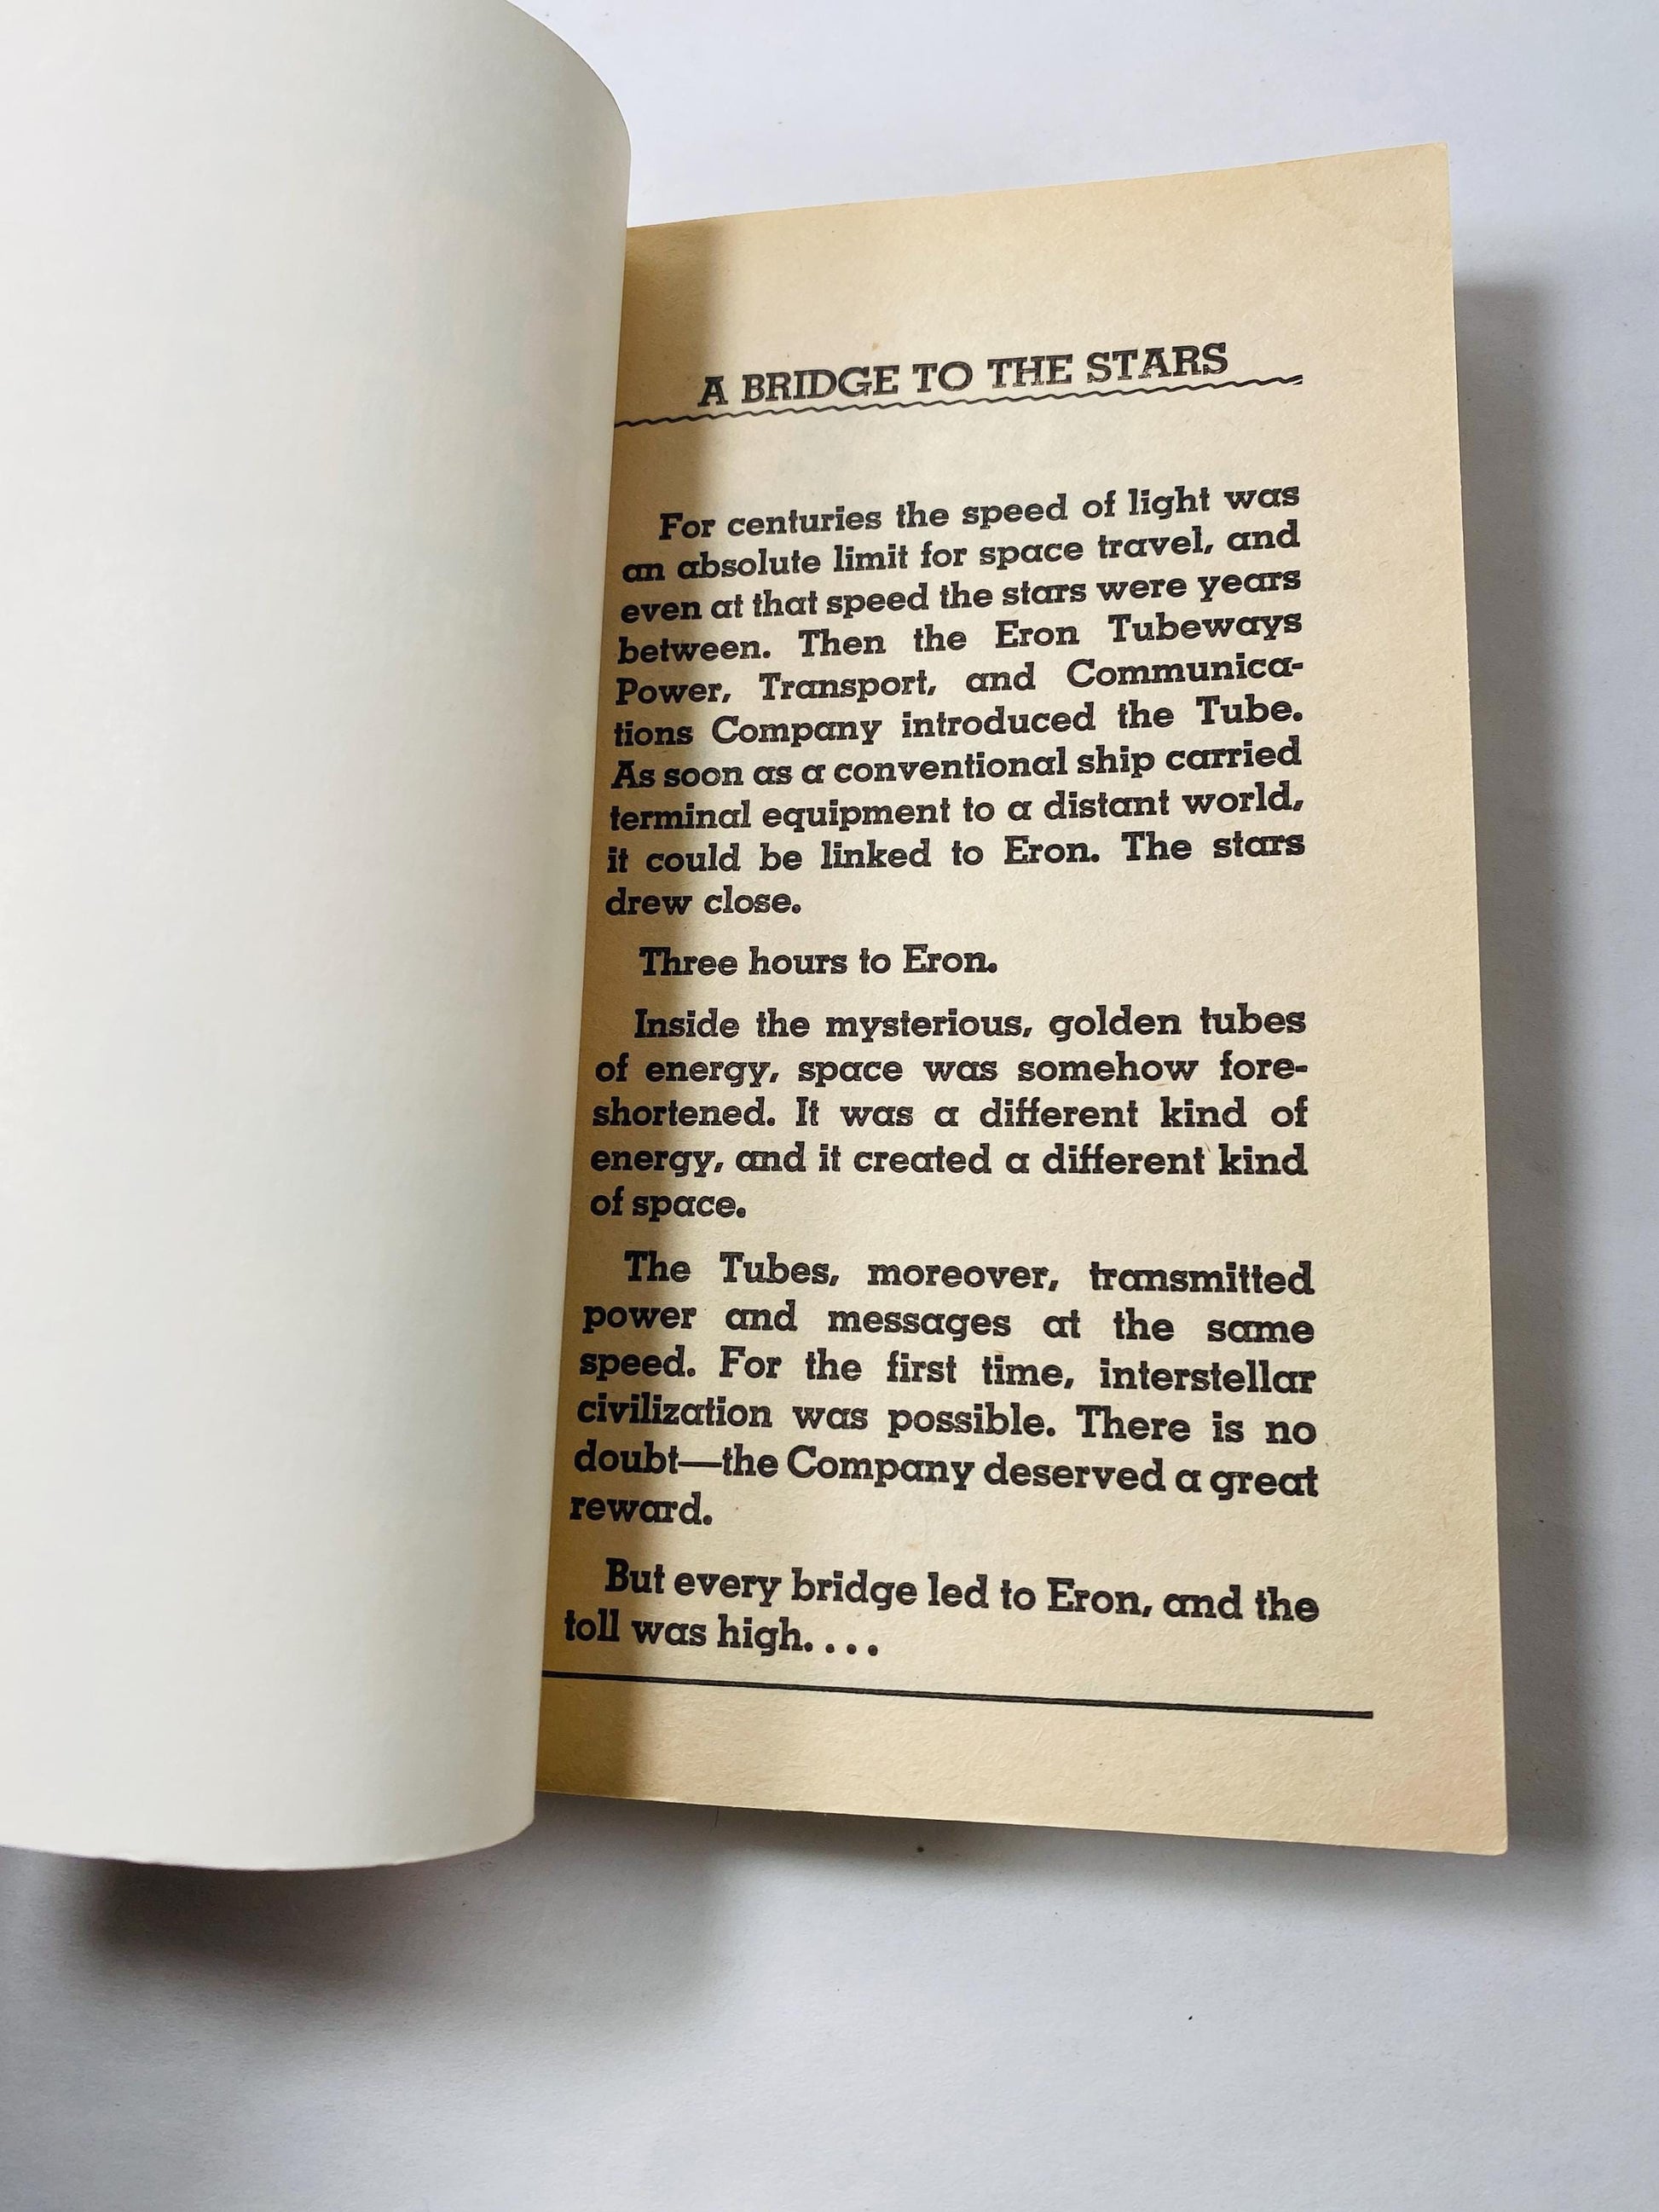 A BRIDGE TO THE STARS
For centuries the speed of light was
an absolute limit for space travel, and
even at that speed the stars were years
between. Then the Eron Tubeways
Power, Transport, and Communica-
tions Company introduced the Tube.
As soon as a conventional ship carried
terminal equipment to a distant world,
it could be linked to Eron. The stars
drew close.
Three hours to Eron.
Inside the mysterious, golden tubes
of energy, space was somehow fore-
shortened. It was a different kind of
energy, and it created a different kind
of space.
The Tubes, moreover, transmitted
power and messages at the same
speed. For the first time, interstellar
civilization was possible. There is no
doubt—the Company deserved a great
reward.
But every bridge led to Eron, and the
toll was high. . . .